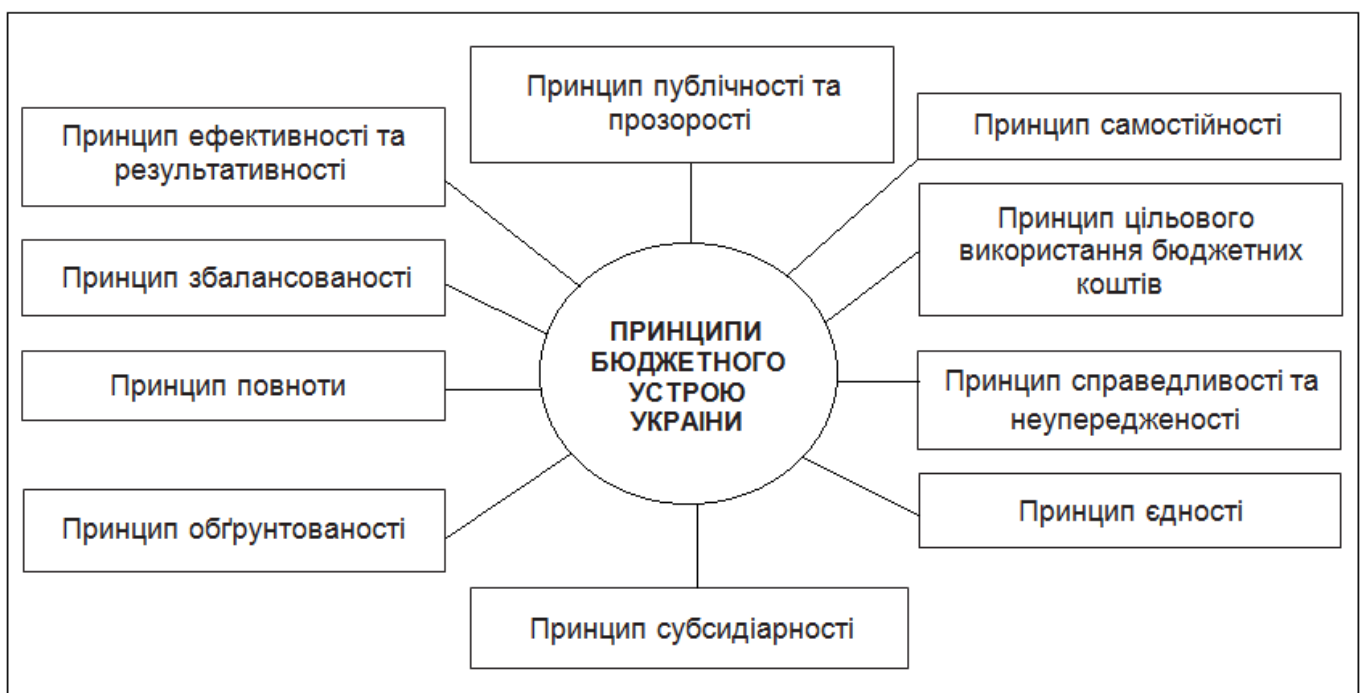 Принцип публічності та
прозорості
Принцип ефективності та
результативності
Принцип самостійності
Принцип збалансованості
Принцип цільового
використання бюджетних
коштів
ПРИНЦИПИ
БЮДЖЕТНОГО
УСТРОЮ
УКРАІНИ
Принцип повноти
Принцип справедливості та
неупередженості
Принцип обґрунтованості
Принцип єдності
Принцип субсидіарності